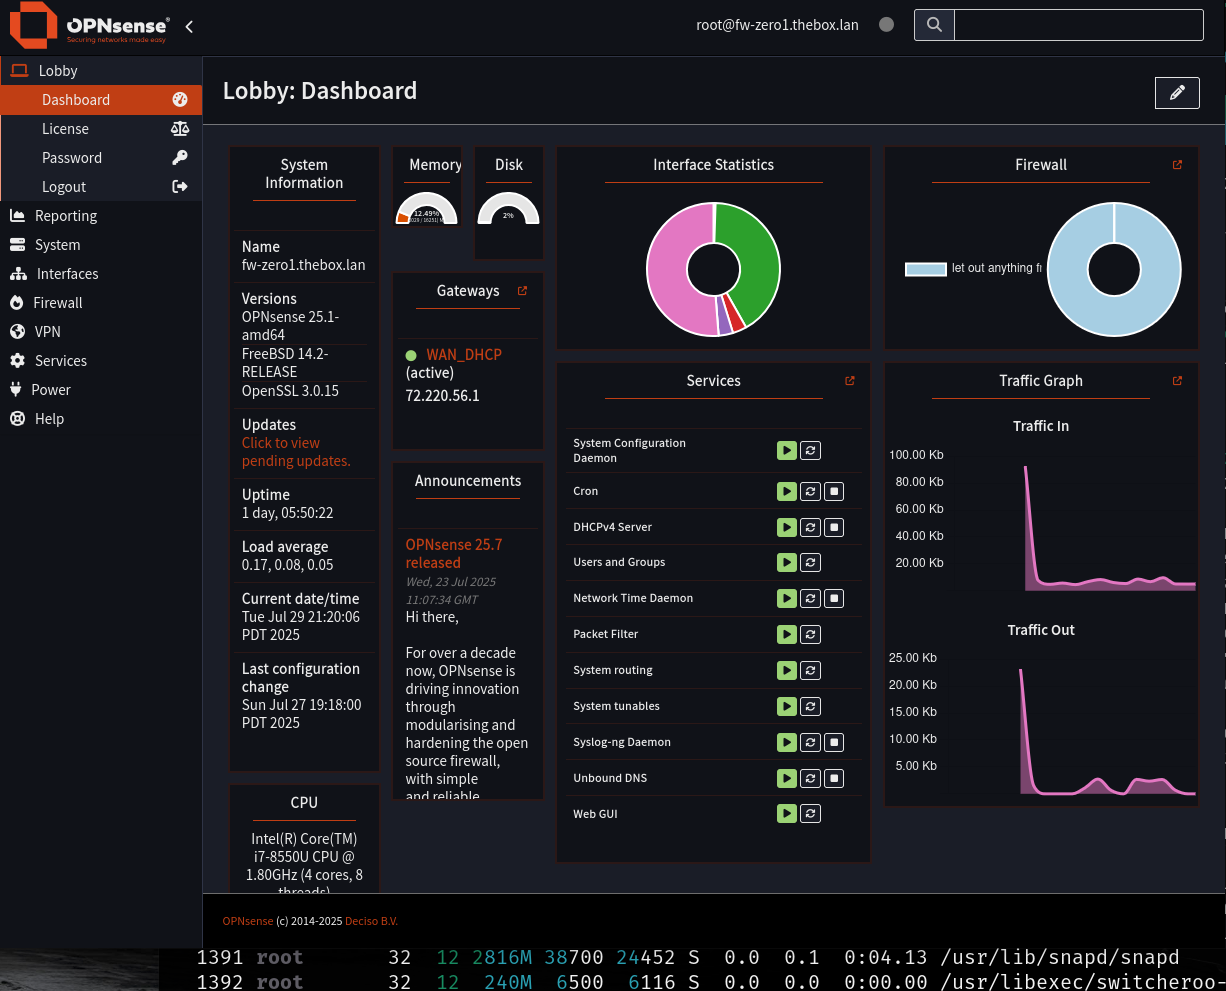 OPNsense®
Securing networks made easy
root@fw-zero1.thebox.lan
Lobby
Dashboard
License
Password
Logout
Reporting
System
Interfaces
Firewall
VPN
Services
Power
Help
Lobby: Dashboard
System
Information
Name
fw-zero1.thebox.lan
Versions
OPNsense 25.1-
amd64
FreeBSD 14.2-
RELEASE
OpenSSL 3.0.15
Updates
Click to view
pending updates.
Uptime
1 day, 05:50:22
Load average
0.17, 0.08, 0.05
Current date/time
Tue Jul 29 21:20:06
PDT 2025
Last configuration
change
Sun Jul 27 19:18:00
PDT 2025
CPU
Intel(R) Core(TM)
i7-8550U CPU @
1.80GHz (4 cores, 8
threads)
Memory
12.49%
Disk
2%
Gateways
WAN_DHCP
(active)
72.220.56.1
Announcements
OPNsense 25.7
released
Wed, 23 Jul 2025
11:07:34 GMT
Hi there,
For over a decade
now, OPNsense is
driving innovation
through
modularising and
hardening the open
source firewall,
with simple
and reliable
Interface Statistics
Services
System Configuration
Daemon
Cron
DHCPv4 Server
Users and Groups
Network Time Daemon
Packet Filter
System routing
System tunables
Syslog-ng Daemon
Unbound DNS
Web GUI
Firewall
let out anything fr
Traffic Graph
Traffic In
100.00 Kb
80.00 Kb
60.00 Kb
40.00 Kb
20.00 Kb
Traffic Out
25.00 Kb
20.00 Kb
15.00 Kb
10.00 Kb
5.00 Kb
OPNsense (c) 2014-2025 Deciso B.V.
1391 root 32 12 2816M 38700 24452 S 0.0 0.1 0:04.13 /usr/lib/snapd/snapd
1392 root 32 12 240M 6500 6116 S 0.0 0.0 0:00.00 /usr/libexec/switcheroo-